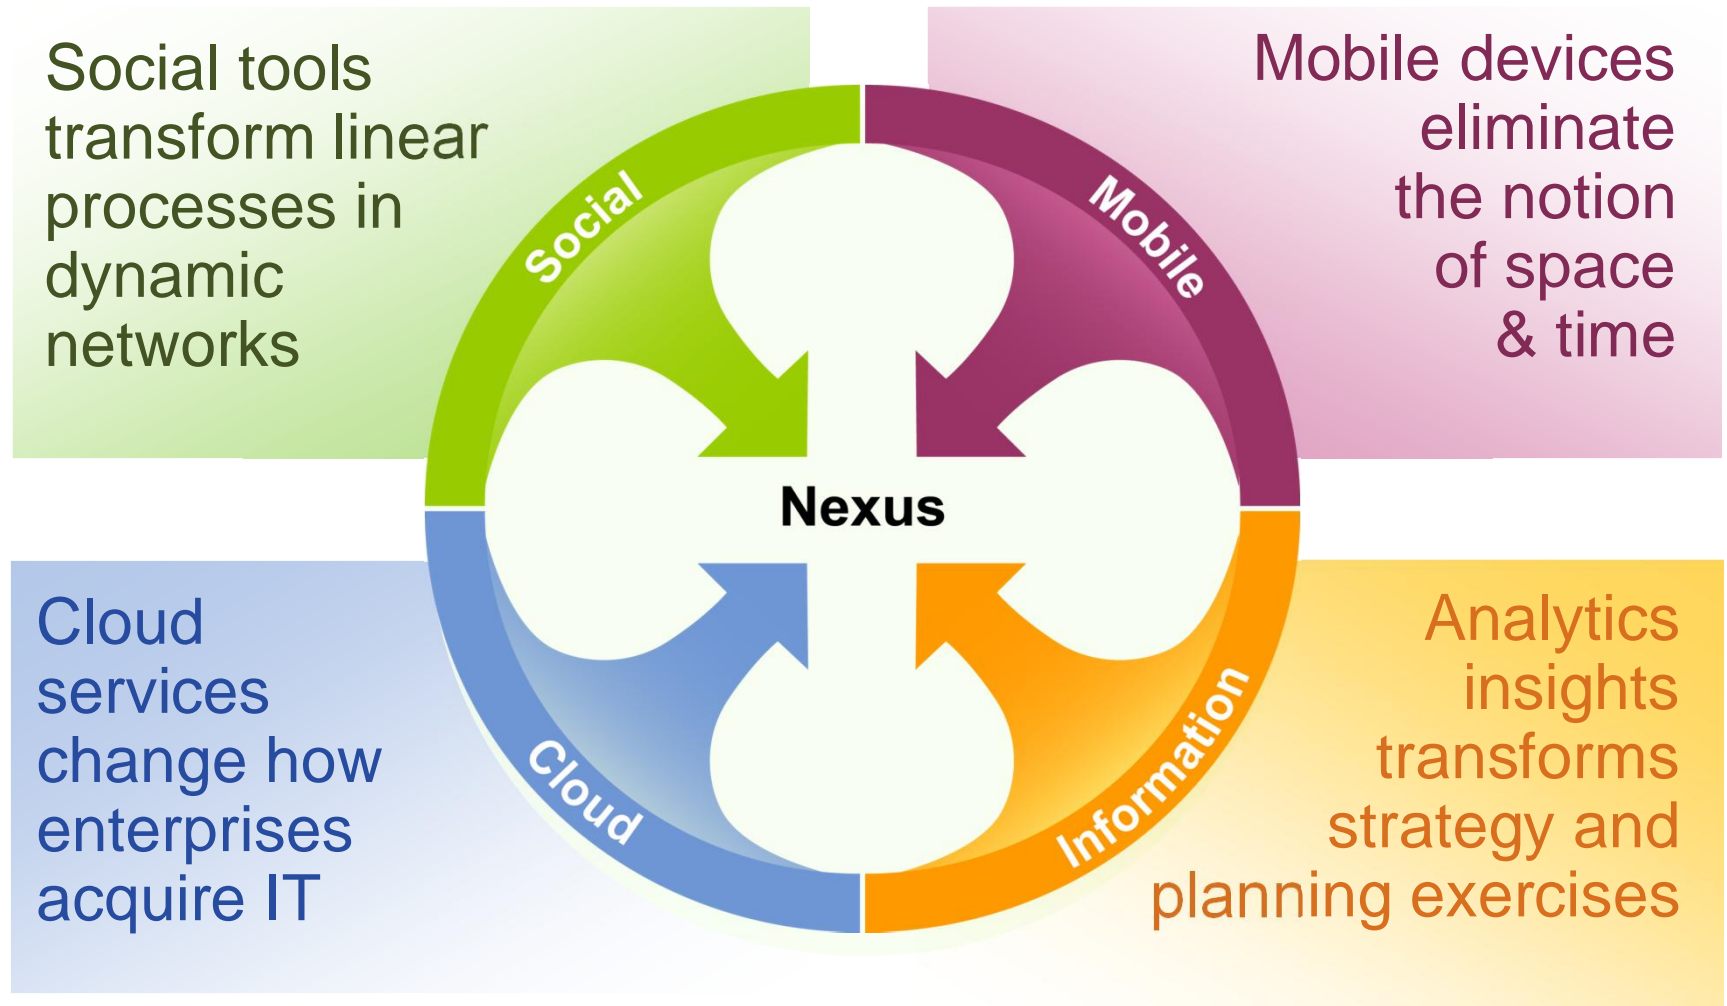 Social tools
transform linear
processes in
dynamic
networks
Mobile devices
eliminate
the notion
of space
& time
Social
Mobile
Nexus
Cloud
Information
Cloud
services
change how
enterprises
acquire IT
Analytics
insights
transforms
strategy and
planning exercises